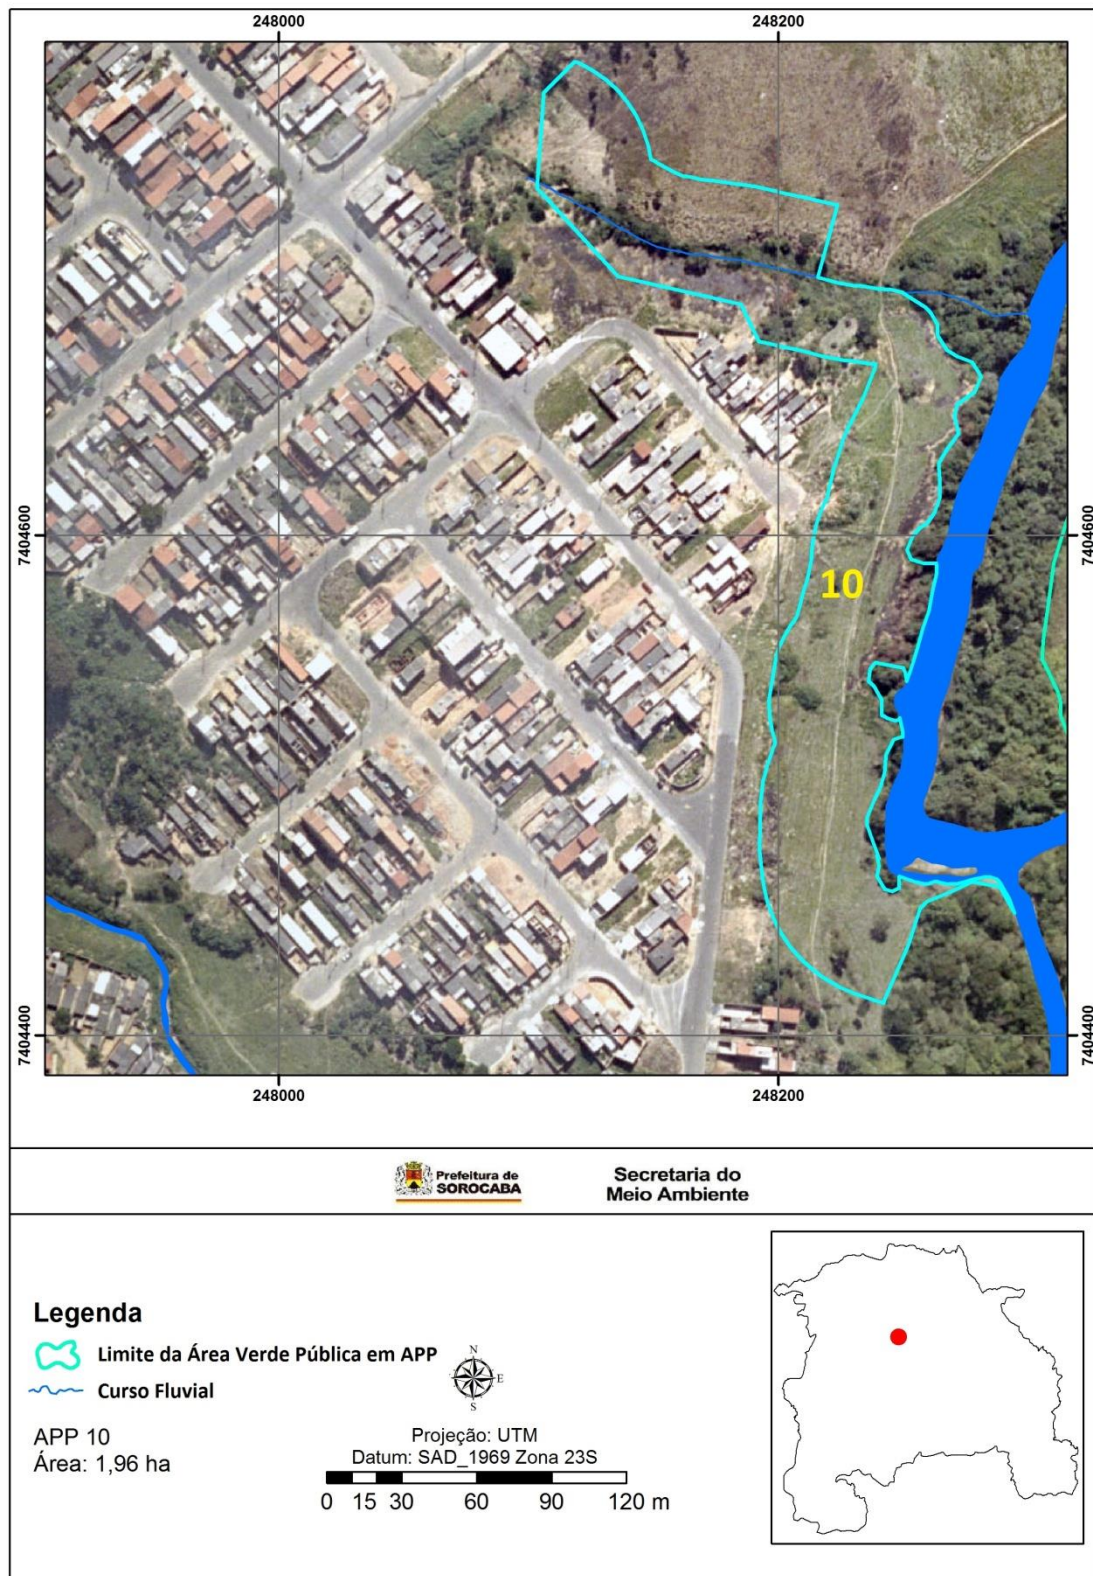 248000
248200
7404600
7404600
10
7404400
7404400
248000
248200
Prefeitura de
SOROCABA
Secretaria do
Meio Ambiente
Legenda
Limite da Área Verde Pública em APP
Curso Fluvial
N
E
S
APP 10
Área: 1,96 ha
Projeção: UTM
Datum: SAD_1969 Zona 23S
0 15 30 60 90 120 m